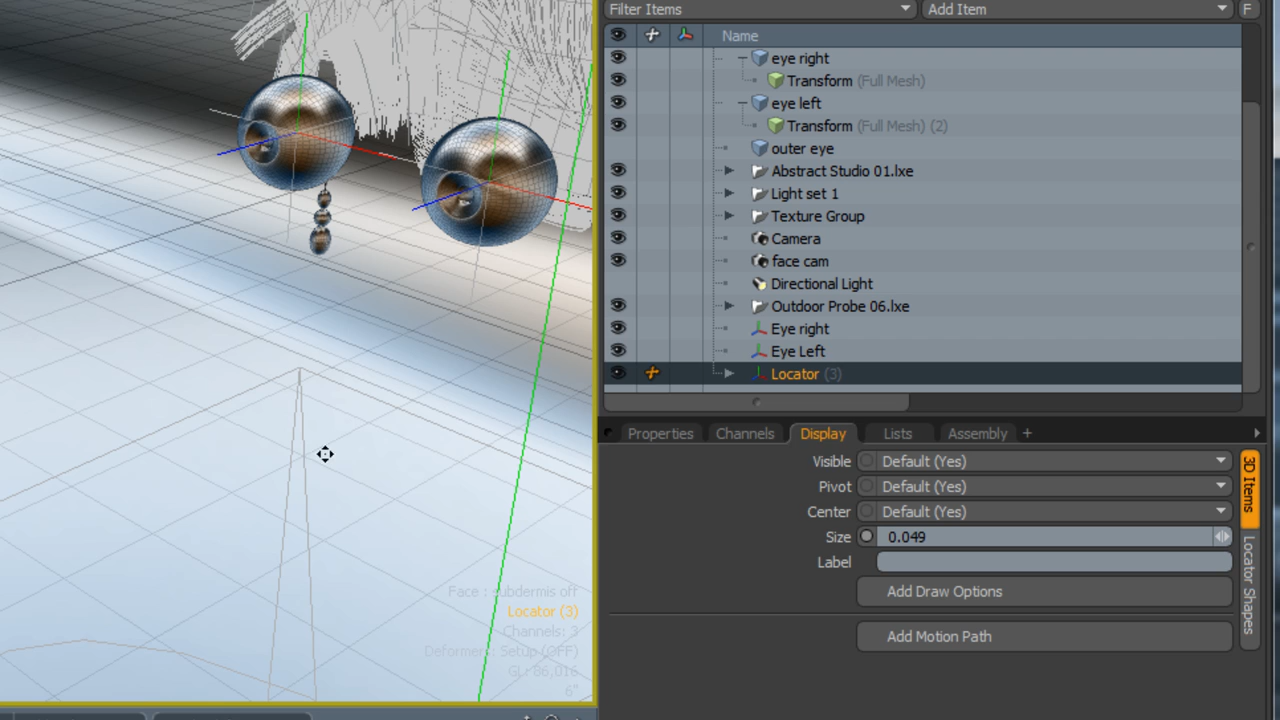 Filter Items
Add Item
F
Name
eye right
Transform (Full Mesh)
eye left
Transform (Full Mesh) (2)
outer eye
Abstract Studio 01.lxe
Light set 1
Texture Group
Camera
face cam
Directional Light
Outdoor Probe 06.lxe
Eye right
Eye Left
Locator (3)
Properties
Channels
Display
Lists
Assembly
+
Visible
Default (Yes)
Pivot
Default (Yes)
Center
Default (Yes)
Size
0.049
Label
Add Draw Options
Add Motion Path
3D Items
Locator Shapes
Face : subdermis off
Locator (3)
Channels: 3
Deformers: Setup (OFF)
GL: 86,016
6"